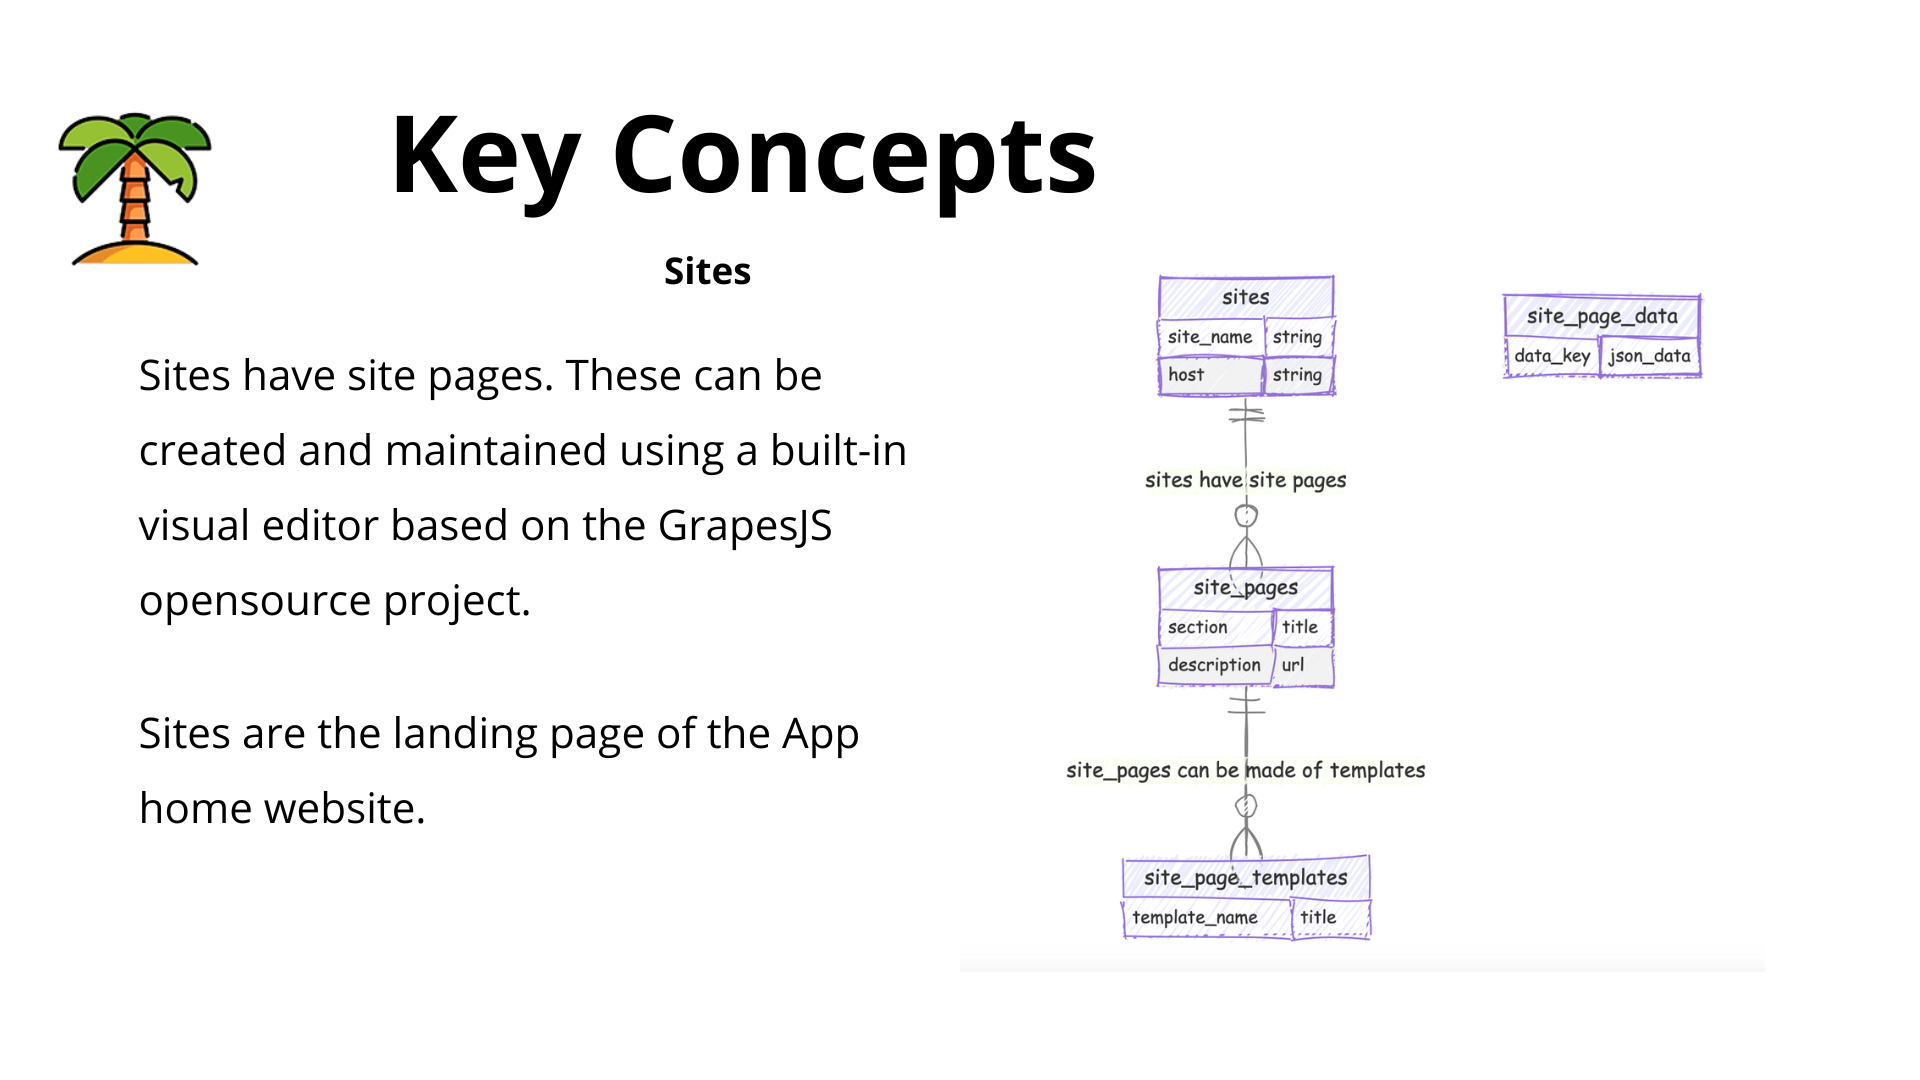 Key Concepts
Sites
Sites have site pages. These can be
created and maintained using a built-in
visual editor based on the GrapesJS
opensource project.
Sites are the landing page of the App
home website.
sites
site_name string
host string
sites have site pages
site_pages
section title
description url
site_pages can be made of templates
site_page_templates
template_name title
site_page_data
data_key json_data